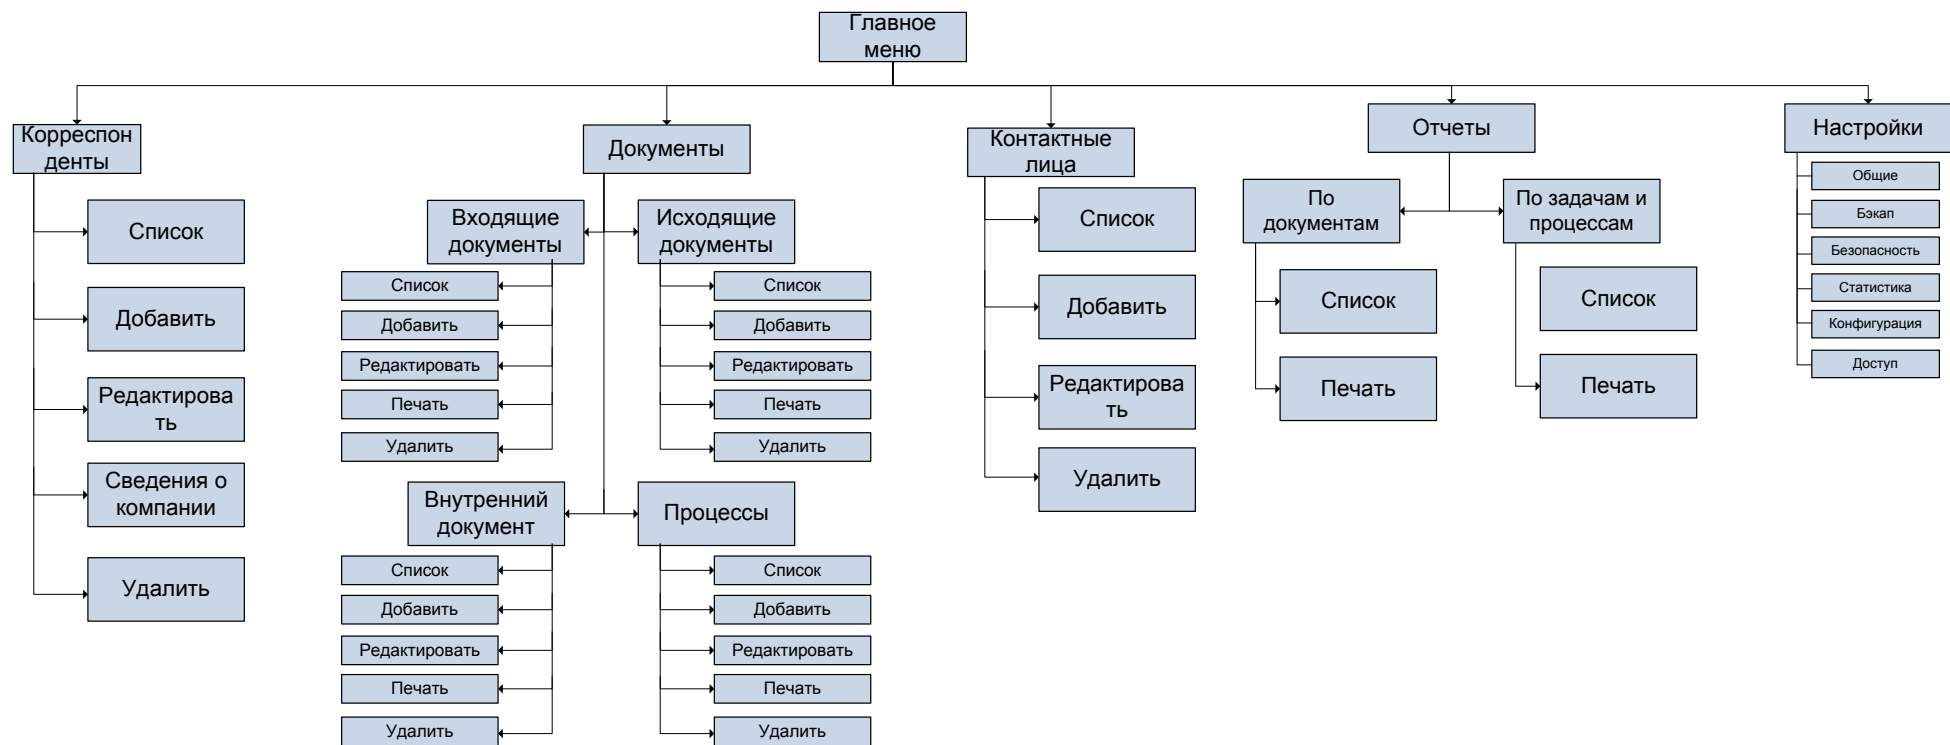 Главное
меню
Корреспон
денты
Список
Добавить
Редактирова
ть
Сведения о
компании
Удалить
Документы
Входящие
документы
Список
Добавить
Редактировать
Печать
Удалить
Исходящие
документы
Список
Добавить
Редактировать
Печать
Удалить
Внутренний
документ
Список
Добавить
Редактировать
Печать
Удалить
Процессы
Список
Добавить
Редактировать
Печать
Удалить
Контактные
лица
Список
Добавить
Редактирова
ть
Удалить
Отчеты
По
документам
Список
Печать
По задачам и
процессам
Список
Печать
Настройки
Общие
Бэкап
Безопасность
Статистика
Конфигурация
Доступ